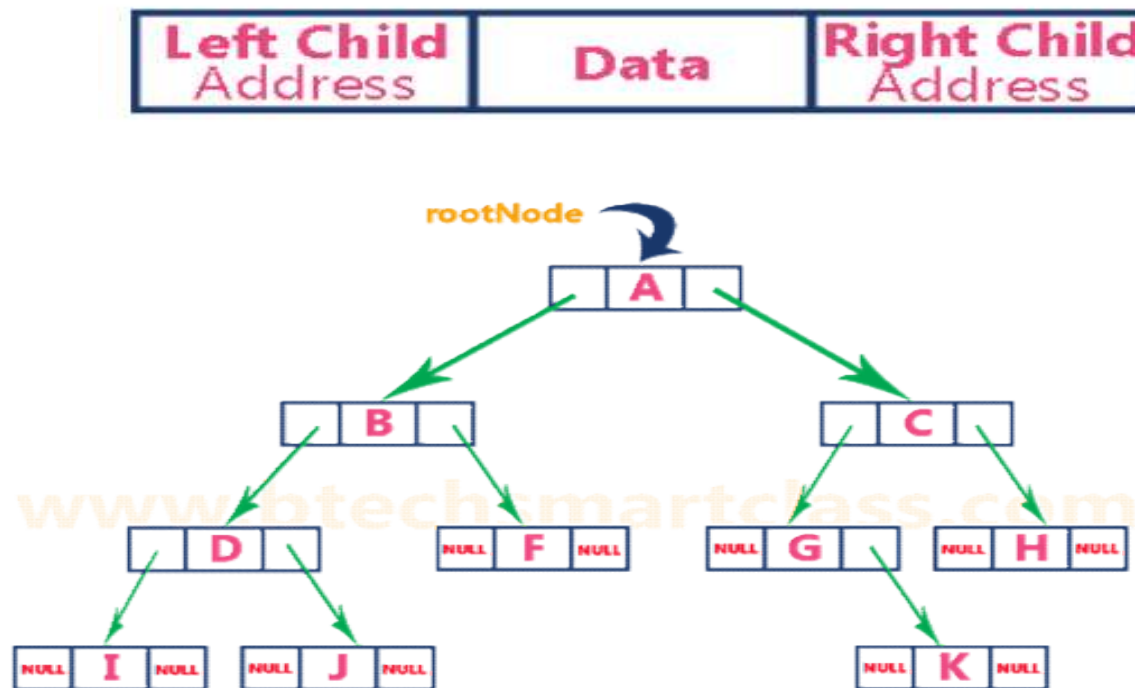 Left Child Data Right Child
Address Address
rootNode
A
B C
www.btechsmartclass.com
D NULL F NULL NULL G NULL H NULL
NULL I NULL NULL J NULL NULL K NULL